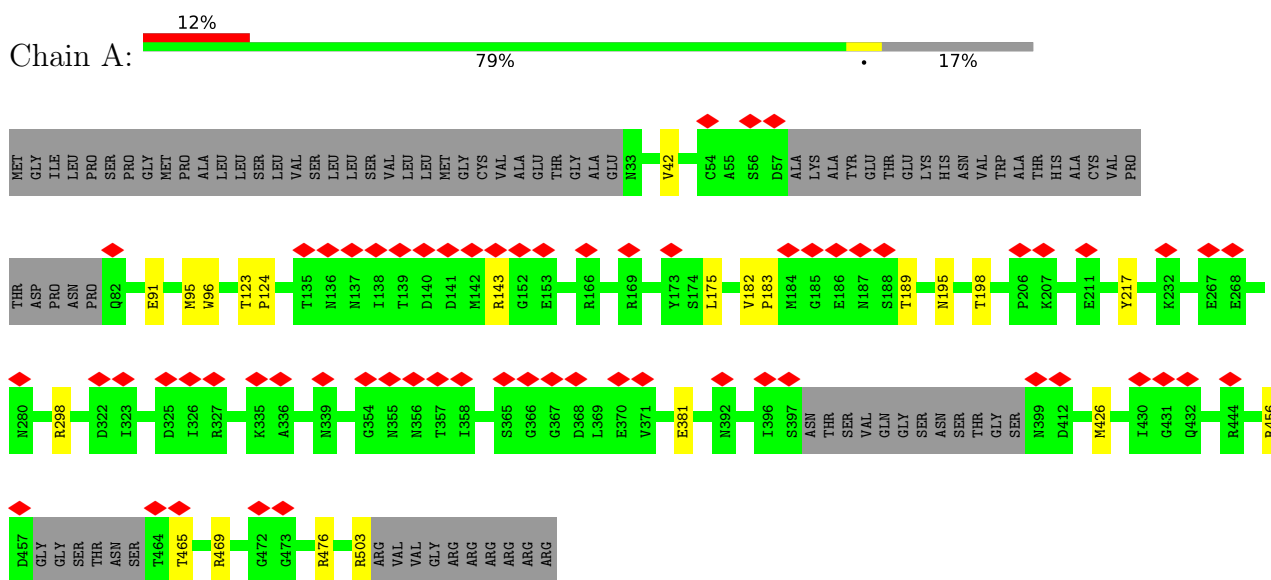 12%
Chain A:
79% • 17%
MET GLY ILE LEU PRO SER PRO GLY MET PRO ALA LEU LEU SER LEU VAL SER LEU LEU SER VAL LEU LEU MET GLY CYS VAL ALA GLU THR GLY ALA GLU N33 V42 C54 A55 S56 D57 ALA LYS ALA TYR GLU THR GLU LYS HIS ASN VAL TRP ALA THR HIS ALA CYS VAL PRO
THR ASP PRO ASN PRO Q82 E91 M95 W96 T123 P124 T135 N136 N137 I138 T139 D140 D141 M142 R143 G152 E153 R166 R169 Y173 S174 L175 V182 P183 M184 G185 E186 N187 S188 T189 N195 T198 P206 K207 E211 Y217 K232 E267 E268
N280 R298 D322 I323 D325 I326 R327 K335 A336 N339 G354 N355 N356 T357 I358 S365 G366 G367 D368 L369 E370 V371 E381 N392 I396 S397 ASN THR SER VAL GLN GLY SER ASN SER THR GLY SER N399 D412 M426 I430 G431 Q432 R444 R456
D457 GLY GLY SER THR ASN SER T464 T465 R469 G472 G473 R476 R503 ARG VAL VAL GLY ARG ARG ARG ARG ARG ARG